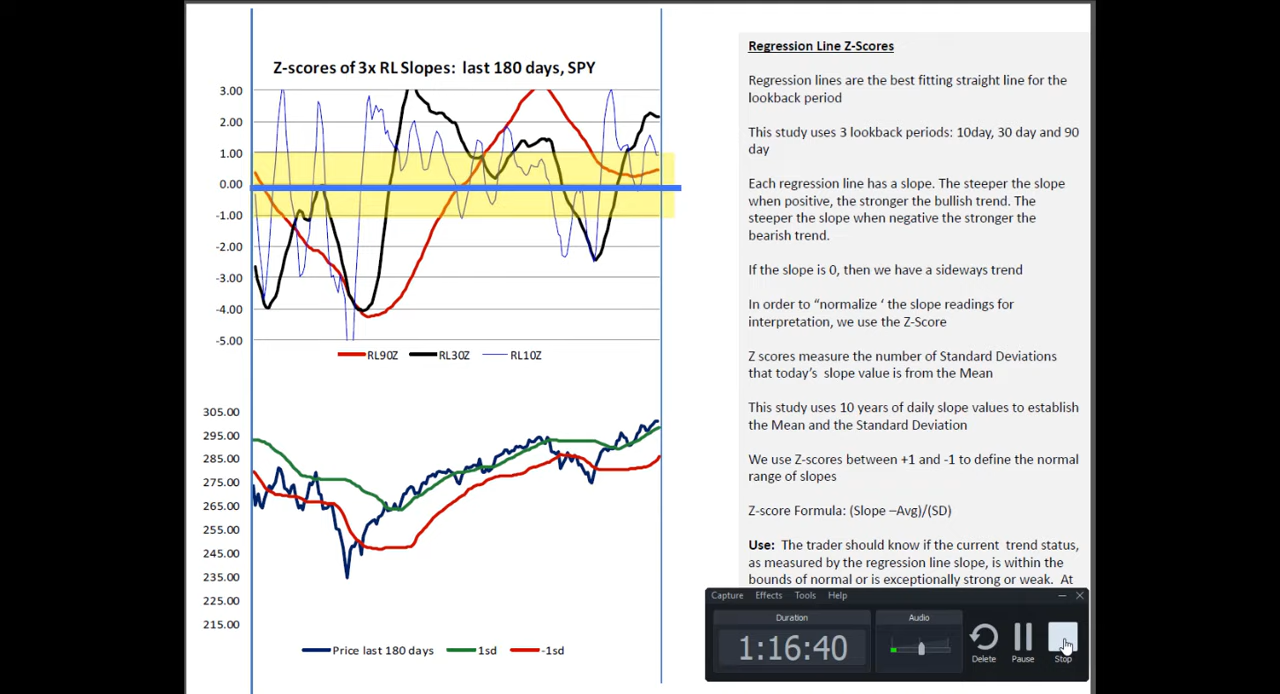 Z-scores of 3x RL Slopes: last 180 days, SPY
3.00
2.00
1.00
0.00
-1.00
-2.00
-3.00
-4.00
-5.00
RL90Z RL30Z RL10Z
305.00
295.00
285.00
275.00
265.00
255.00
245.00
235.00
225.00
215.00
Price last 180 days 1sd -1sd
Regression Line Z-Scores
Regression lines are the best fitting straight line for the
lookback period
This study uses 3 lookback periods: 10day, 30 day and 90
day
Each regression line has a slope. The steeper the slope
when positive, the stronger the bullish trend. The
steeper the slope when negative the stronger the
bearish trend.
If the slope is 0, then we have a sideways trend
In order to “normalize ‘ the slope readings for
interpretation, we use the Z-Score
Z scores measure the number of Standard Deviations
that today’s slope value is from the Mean
This study uses 10 years of daily slope values to establish
the Mean and the Standard Deviation
We use Z-scores between +1 and -1 to define the normal
range of slopes
Z-score Formula: (Slope –Avg)/(SD)
Use: The trader should know if the current trend status,
as measured by the regression line slope, is within the
bounds of normal or is exceptionally strong or weak. At
Capture Effects Tools Help
Duration Audio
1:16:40
Delete Pause Stop